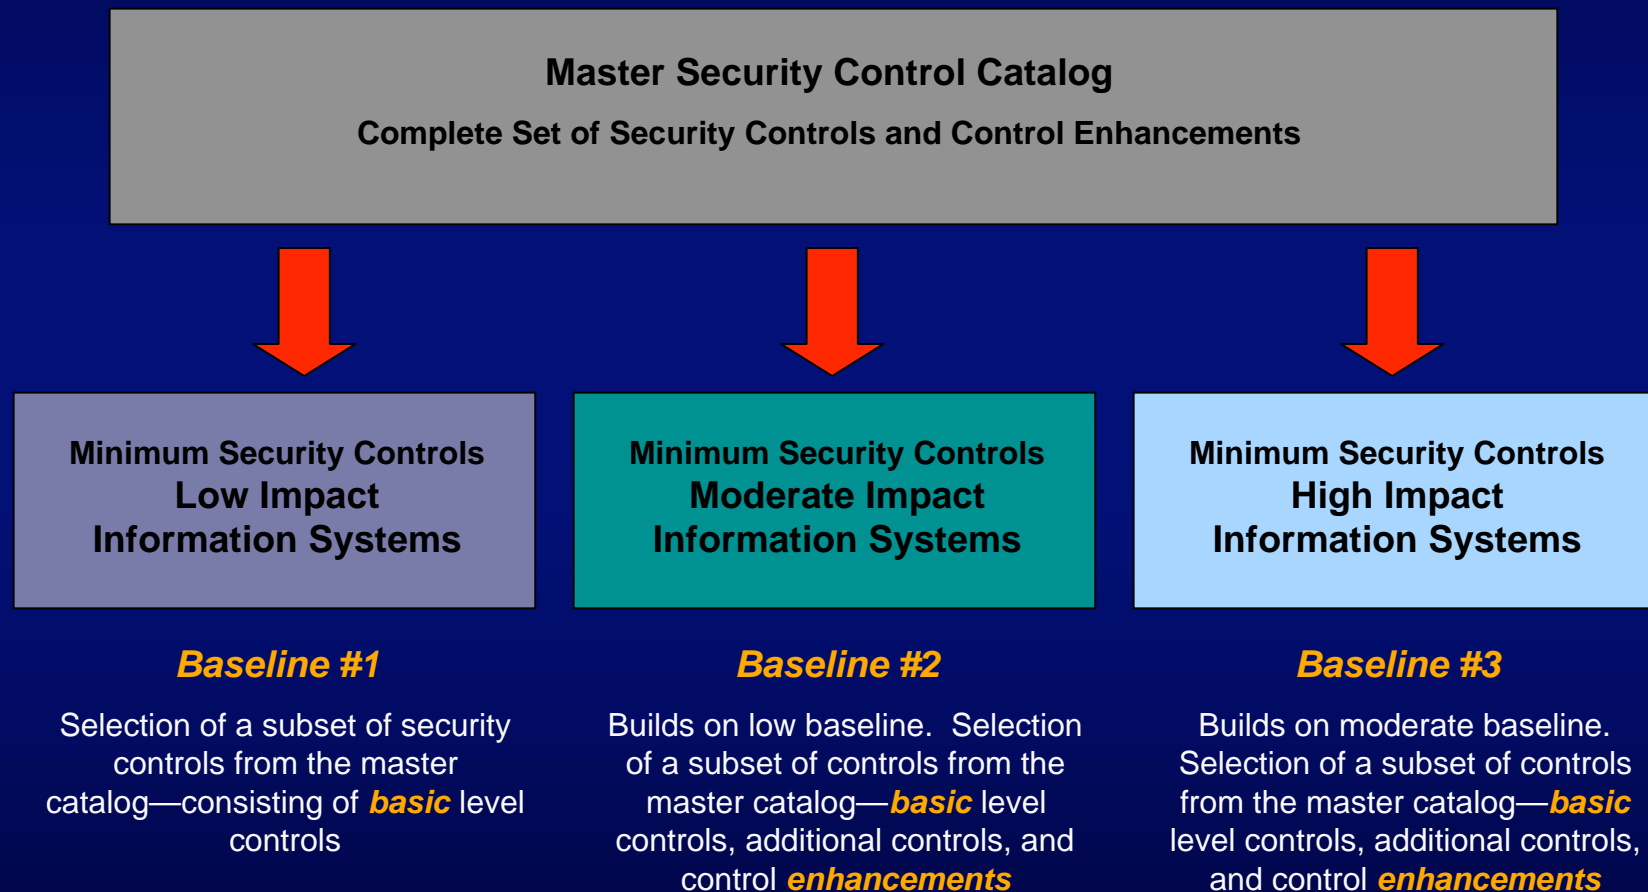 Master Security Control Catalog
Complete Set of Security Controls and Control Enhancements
Minimum Security Controls
Low Impact
Information Systems
Baseline #1
Selection of a subset of security
controls from the master
catalog—consisting of basic level
controls
Minimum Security Controls
Moderate Impact
Information Systems
Baseline #2
Builds on low baseline.  Selection
of a subset of controls from the
master catalog—basic level
controls, additional controls, and
control enhancements
Minimum Security Controls
High Impact
Information Systems
Baseline #3
Builds on moderate baseline.
Selection of a subset of controls
from the master catalog—basic
level controls, additional controls,
and control enhancements